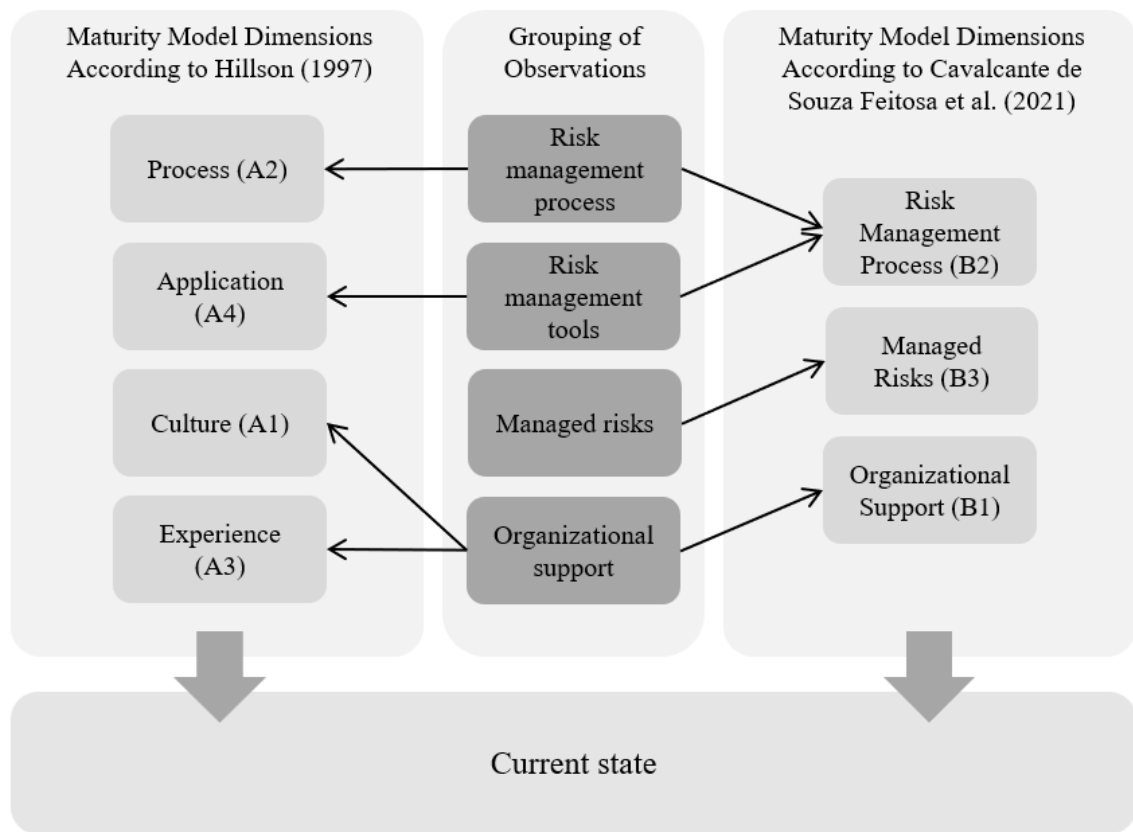 Maturity Model Dimensions
According to Hillson (1997)
Process (A2)
Application
(A4)
Culture (A1)
Experience
(A3)
Grouping of
Observations
Risk
management
process
Risk
management
tools
Managed risks
Organizational
support
Maturity Model Dimensions
According to Cavalcante de
Souza Feitosa et al. (2021)
Risk
Management
Process (B2)
Managed
Risks (B3)
Organizational
Support (B1)
Current state